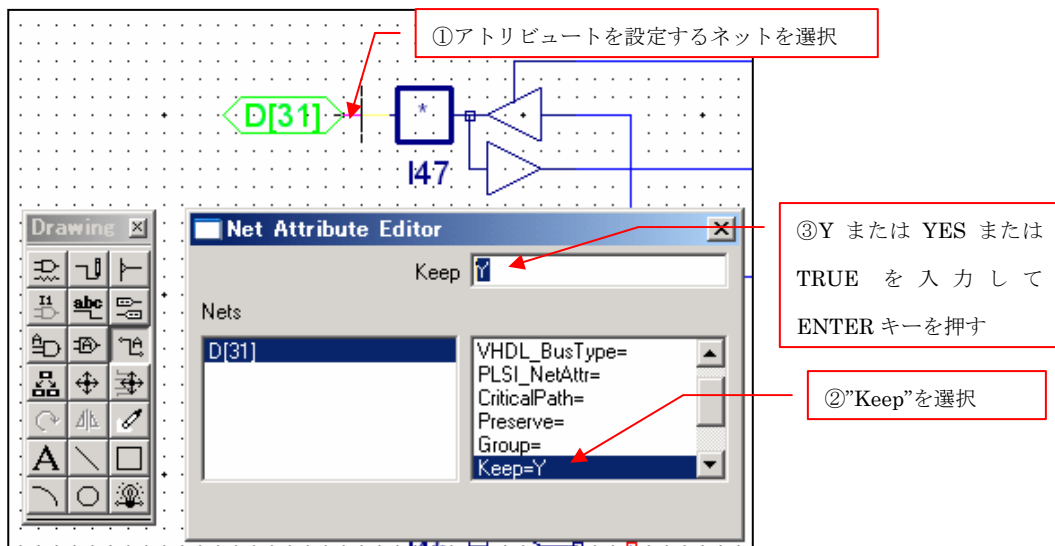 ①アトリビュートを設定するネットを選択
D[31]
*
I47
Drawing
Net Attribute Editor
③Y または YES または
TRUE を入力して
ENTER キーを押す
Keep
Y
I1
abc
Nets
D[31]
VHDL_BusType=
PLSI_NetAttr=
CriticalPath=
Preserve=
Group=
Keep=Y
②”Keep”を選択
A